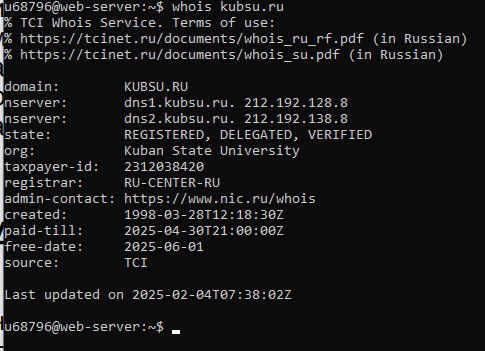 u68796@web-server:~$ whois kubsu.ru
% TCI Whois Service. Terms of use:
% https://tcinet.ru/documents/whois_ru_rf.pdf (in Russian)
% https://tcinet.ru/documents/whois_su.pdf (in Russian)

domain:        KUBSU.RU
nserver:       dns1.kubsu.ru. 212.192.128.8
nserver:       dns2.kubsu.ru. 212.192.138.8
state:         REGISTERED, DELEGATED, VERIFIED
org:           Kuban State University
taxpayer-id:   2312038420
registrar:     RU-CENTER-RU
admin-contact: https://www.nic.ru/whois
created:       1998-03-28T12:18:30Z
paid-till:     2025-04-30T21:00:00Z
free-date:     2025-06-01
source:        TCI

Last updated on 2025-02-04T07:38:02Z

u68796@web-server:~$